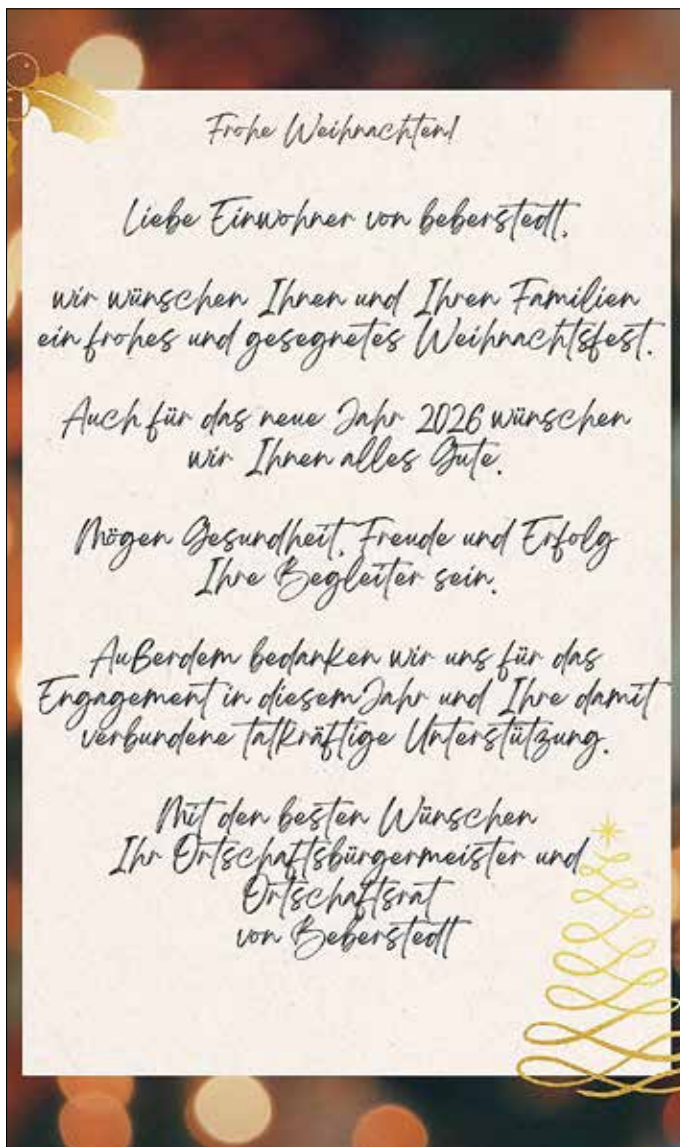 Frohe Weihnachten!
Liebe Einwohner von beberstedt,
wir wünschen Ihnen und Ihren Familien
ein frohes und gesegnetes Weihnachtsfest.
Auch für das neue Jahr 2026 wünschen
wir Ihnen alles Gute.
Mögen Gesundheit, Freude und Erfolg
Ihre Begleiter sein.
Außerdem bedanken wir uns für das
Engagement in diesem Jahr und Ihre damit
verbundene tatkräftige Unterstützung.
Mit den besten Wünschen
Ihr Ortschaftsbürgermeister und
Ortschaftsrat
von Beberstedt